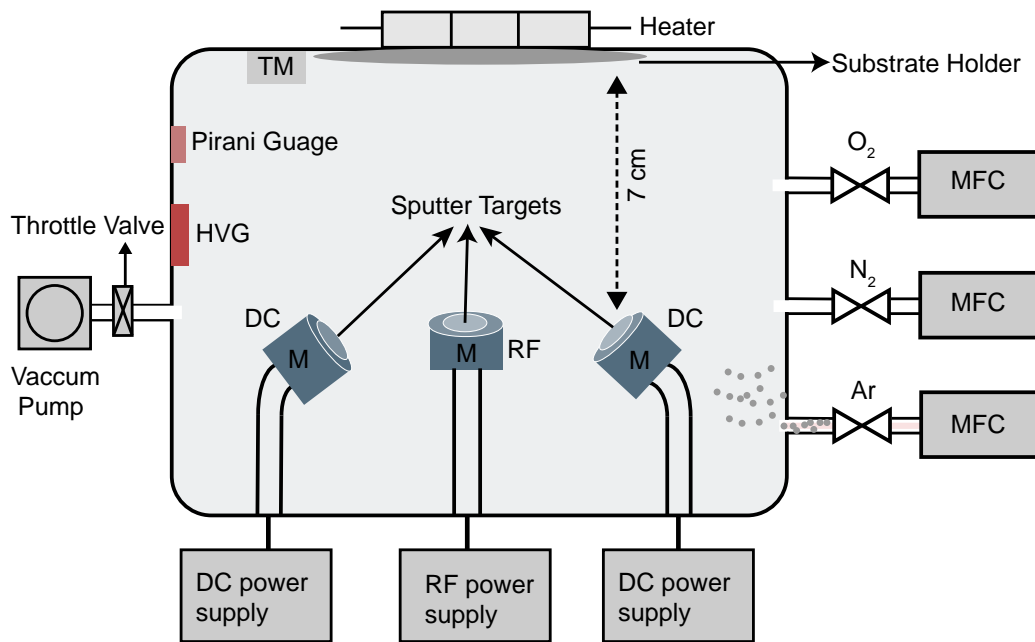 Heater
TM
Substrate Holder
Pirani Guage
7 cm
O2
MFC
Sputter Targets
Throttle Valve
HVG
N2
MFC
DC
M
M
RF
M
DC
Vaccum
Pump
Ar
MFC
DC power
supply
RF power
supply
DC power
supply